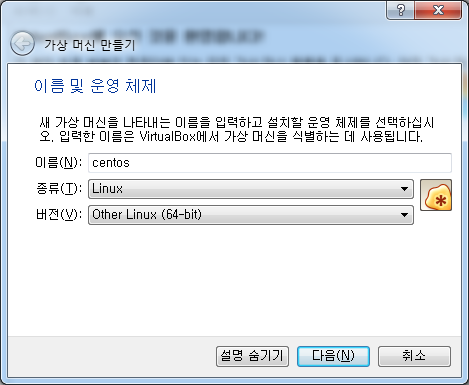 가상 머신 만들기
이름 및 운영 체제
새 가상 머신을 나타내는 이름을 입력하고 설치할 운영 체제를 선택하십시
오. 입력한 이름은 VirtualBox에서 가상 머신을 식별하는 데 사용됩니다.
이름(N): centos
종류(T): Linux
버전(V): Other Linux (64-bit)
설명 숨기기 다음(N) 취소